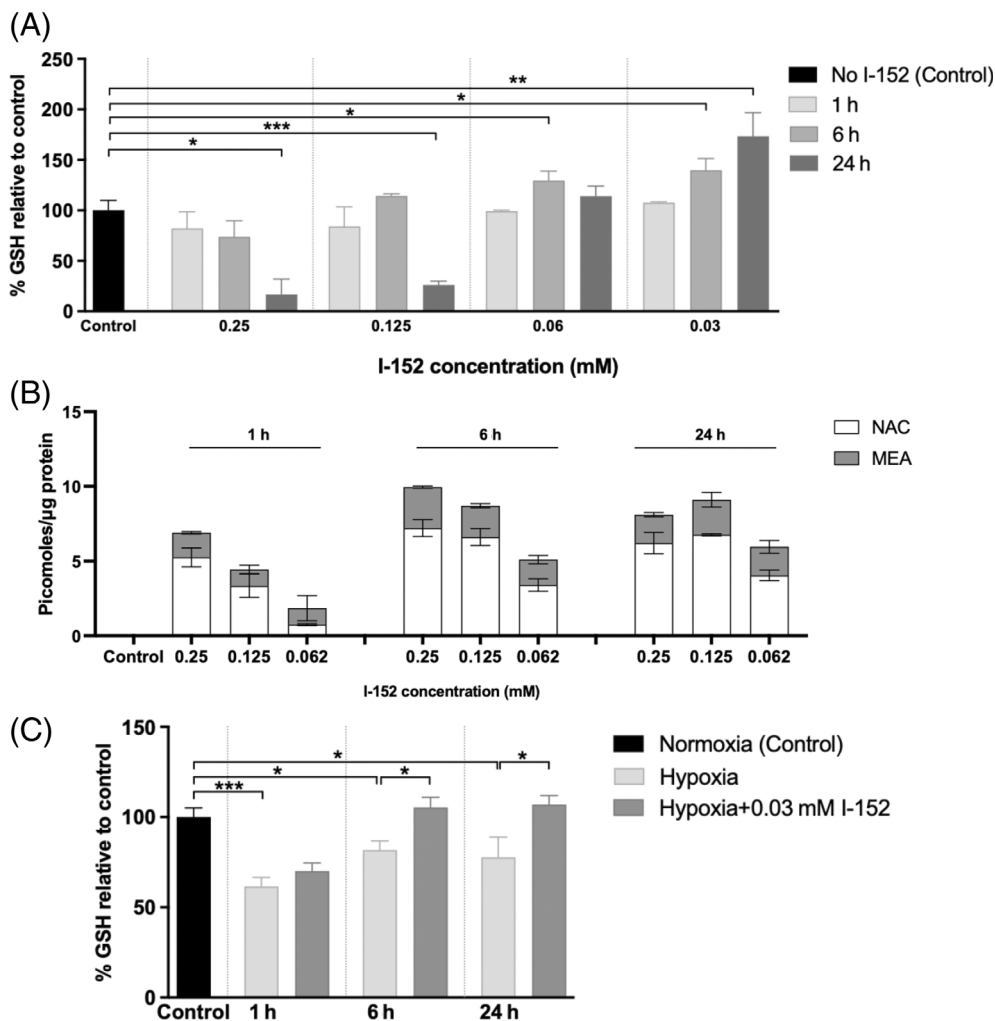 (A)
250
200
150
100
50
0
% GSH relative to control
**
*
*
***
*
Control 0.25 0.125 0.06 0.03
I-152 concentration (mM)
No I-152 (Control)
1 h
6 h
24 h
(B)
15
10
5
0
Picomoles/µg protein
1 h 6 h 24 h
NAC
MEA
Control 0.25 0.125 0.062 0.25 0.125 0.062 0.25 0.125 0.062
I-152 concentration (mM)
(C)
150
100
50
0
% GSH relative to control
* *
* *
***
Control 1 h 6 h 24 h
Normoxia (Control)
Hypoxia
Hypoxia+0.03 mM I-152